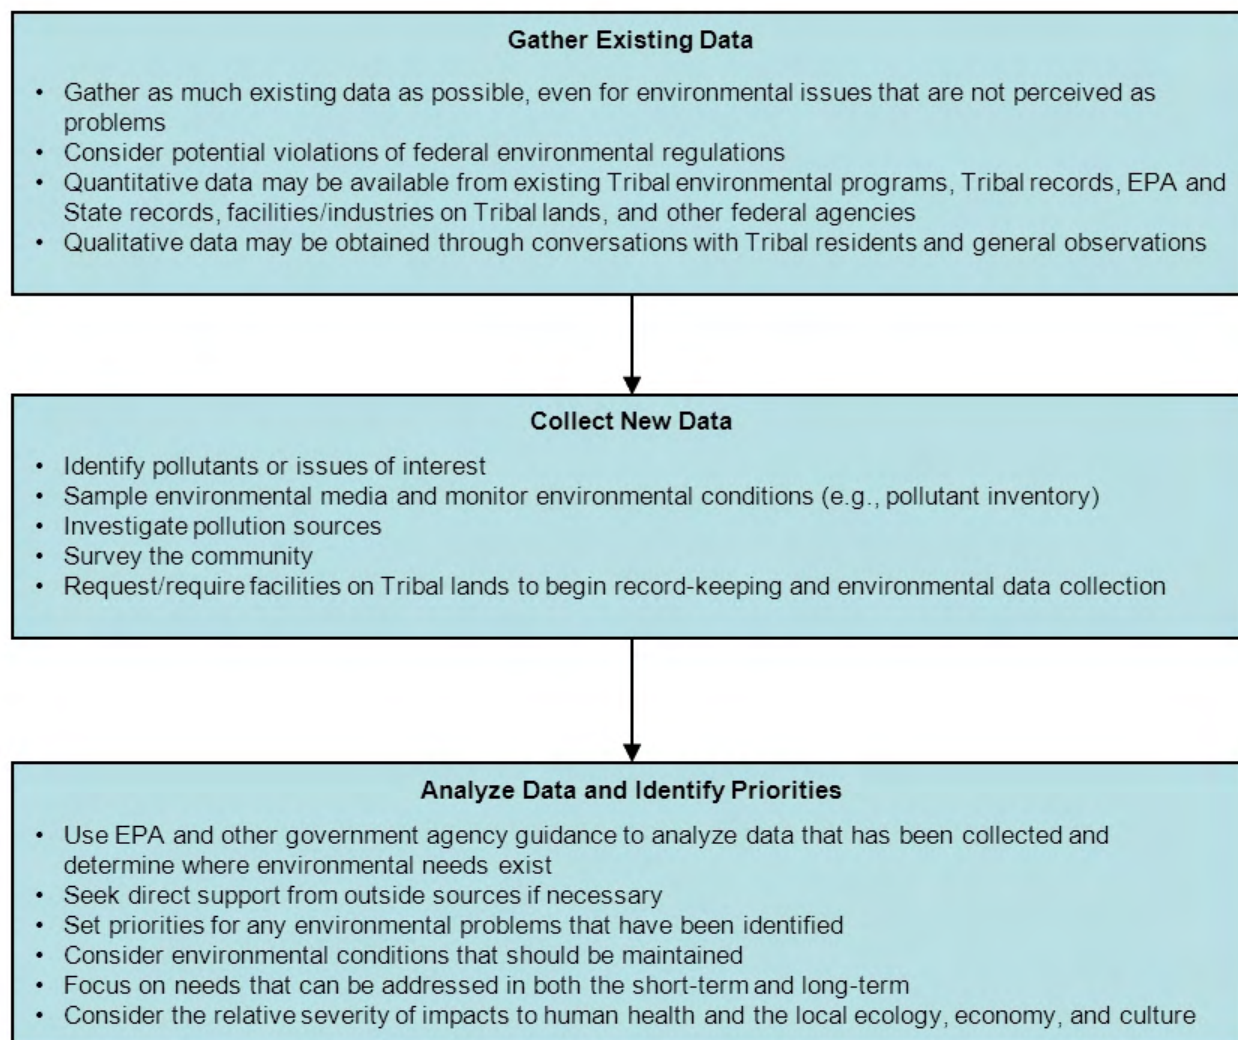 Gather Existing Data
• Gather as much existing data as possible, even for environmental issues that are not perceived as
problems
• Consider potential violations of federal environmental regulations
• Quantitative data may be available from existing Tribal environmental programs, Tribal records, EPA and
State records, facilities/industries on Tribal lands, and other federal agencies
• Qualitative data may be obtained through conversations with Tribal residents and general observations
Collect New Data
• Identify pollutants or issues of interest
• Sample environmental media and monitor environmental conditions (e.g., pollutant inventory)
• Investigate pollution sources
• Survey the community
• Request/require facilities on Tribal lands to begin record-keeping and environmental data collection
Analyze Data and Identify Priorities
• Use EPA and other government agency guidance to analyze data that has been collected and
determine where environmental needs exist
• Seek direct support from outside sources if necessary
• Set priorities for any environmental problems that have been identified
• Consider environmental conditions that should be maintained
• Focus on needs that can be addressed in both the short-term and long-term
• Consider the relative severity of impacts to human health and the local ecology, economy, and culture